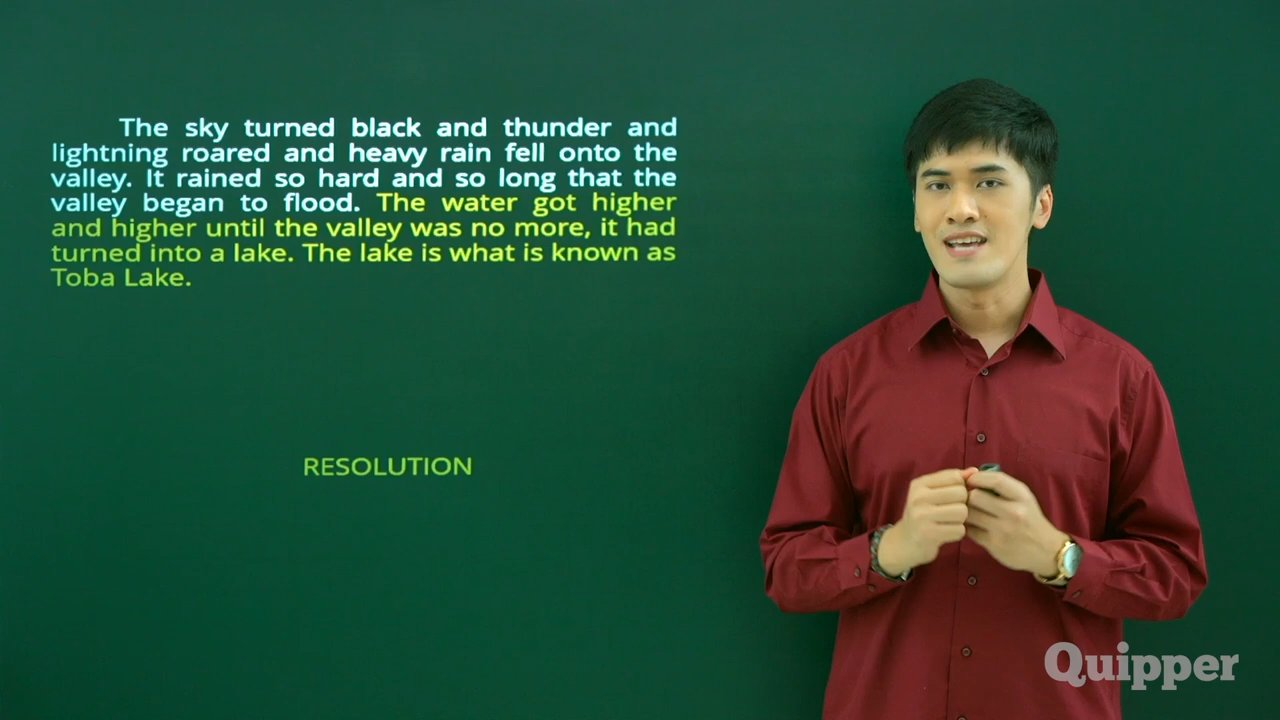 The sky turned black and thunder and
lightning roared and heavy rain fell onto the
valley. It rained so hard and so long that the
valley began to flood. The water got higher
and higher until the valley was no more, it had
turned into a lake. The lake is what is known as
Toba Lake.
RESOLUTION
Quipper